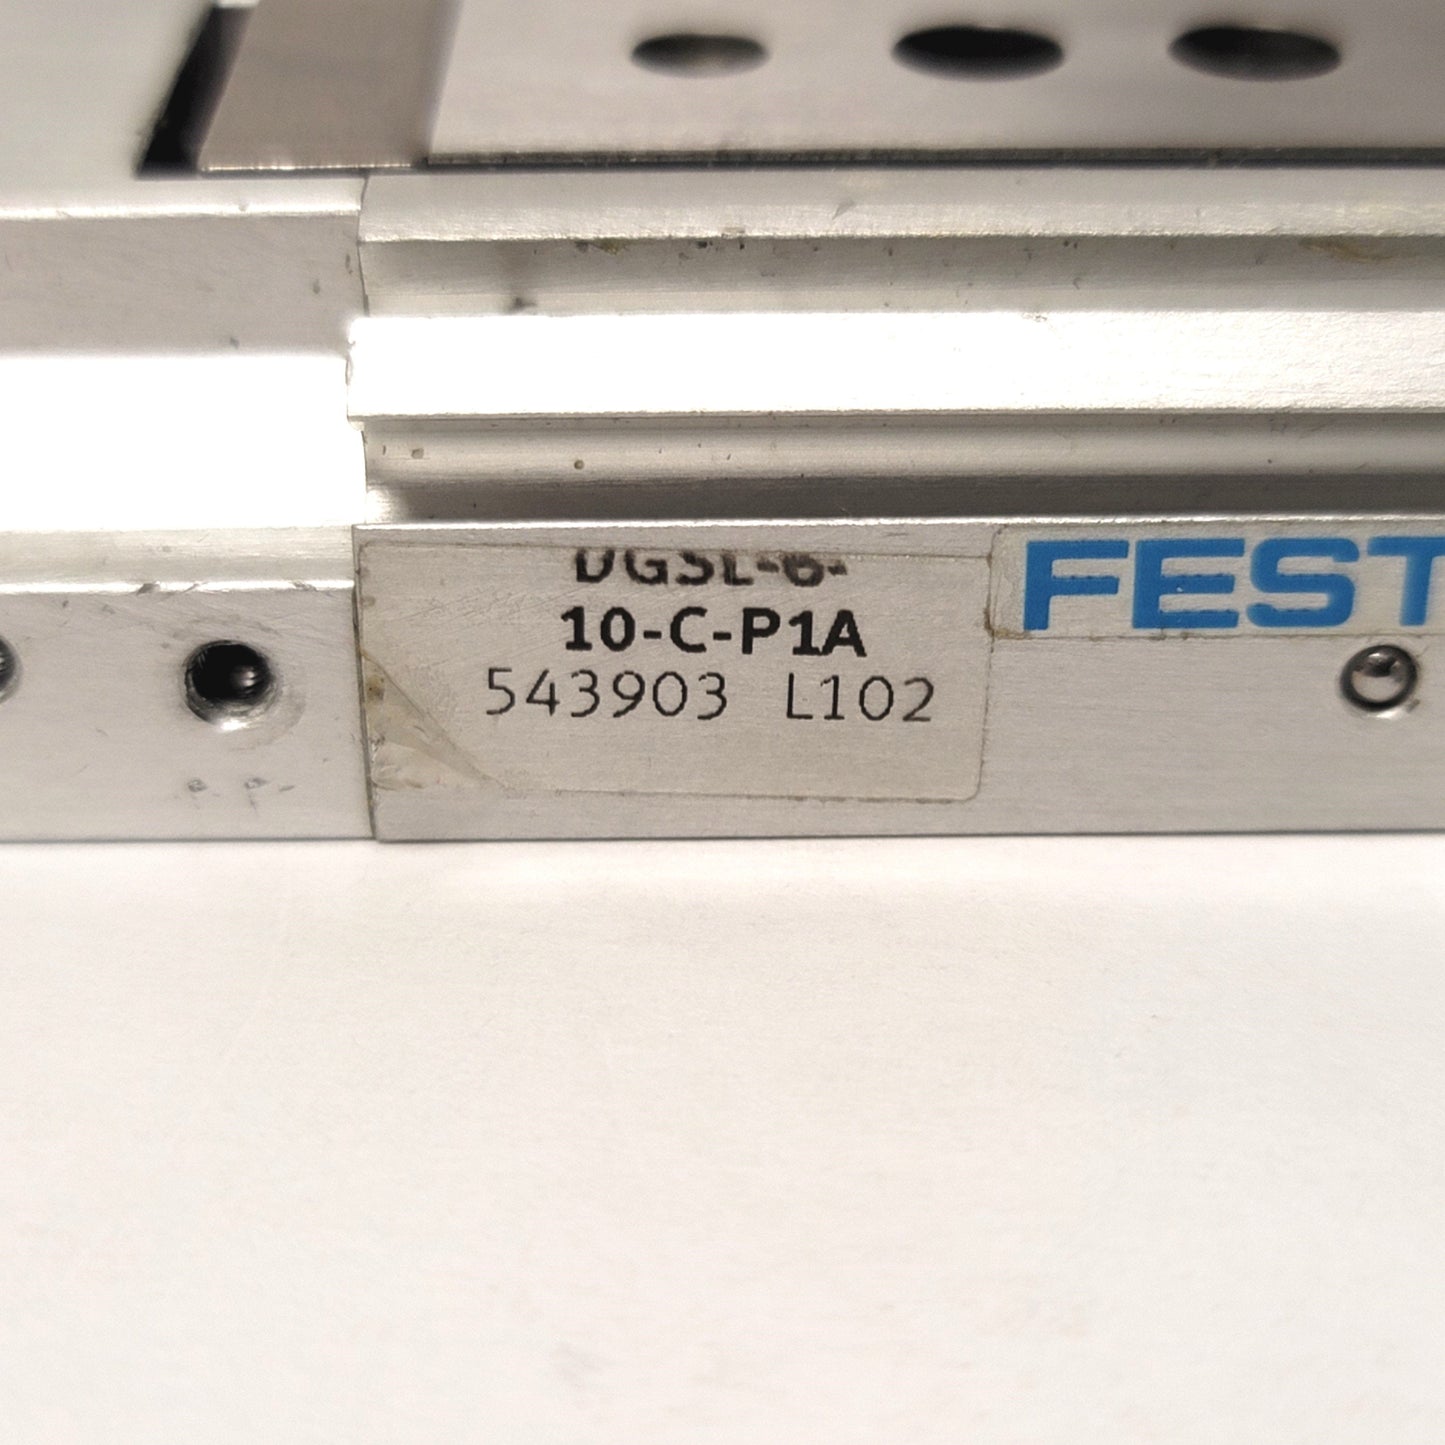 DGSL-6-
10-C-P1A
543903 L102
FEST